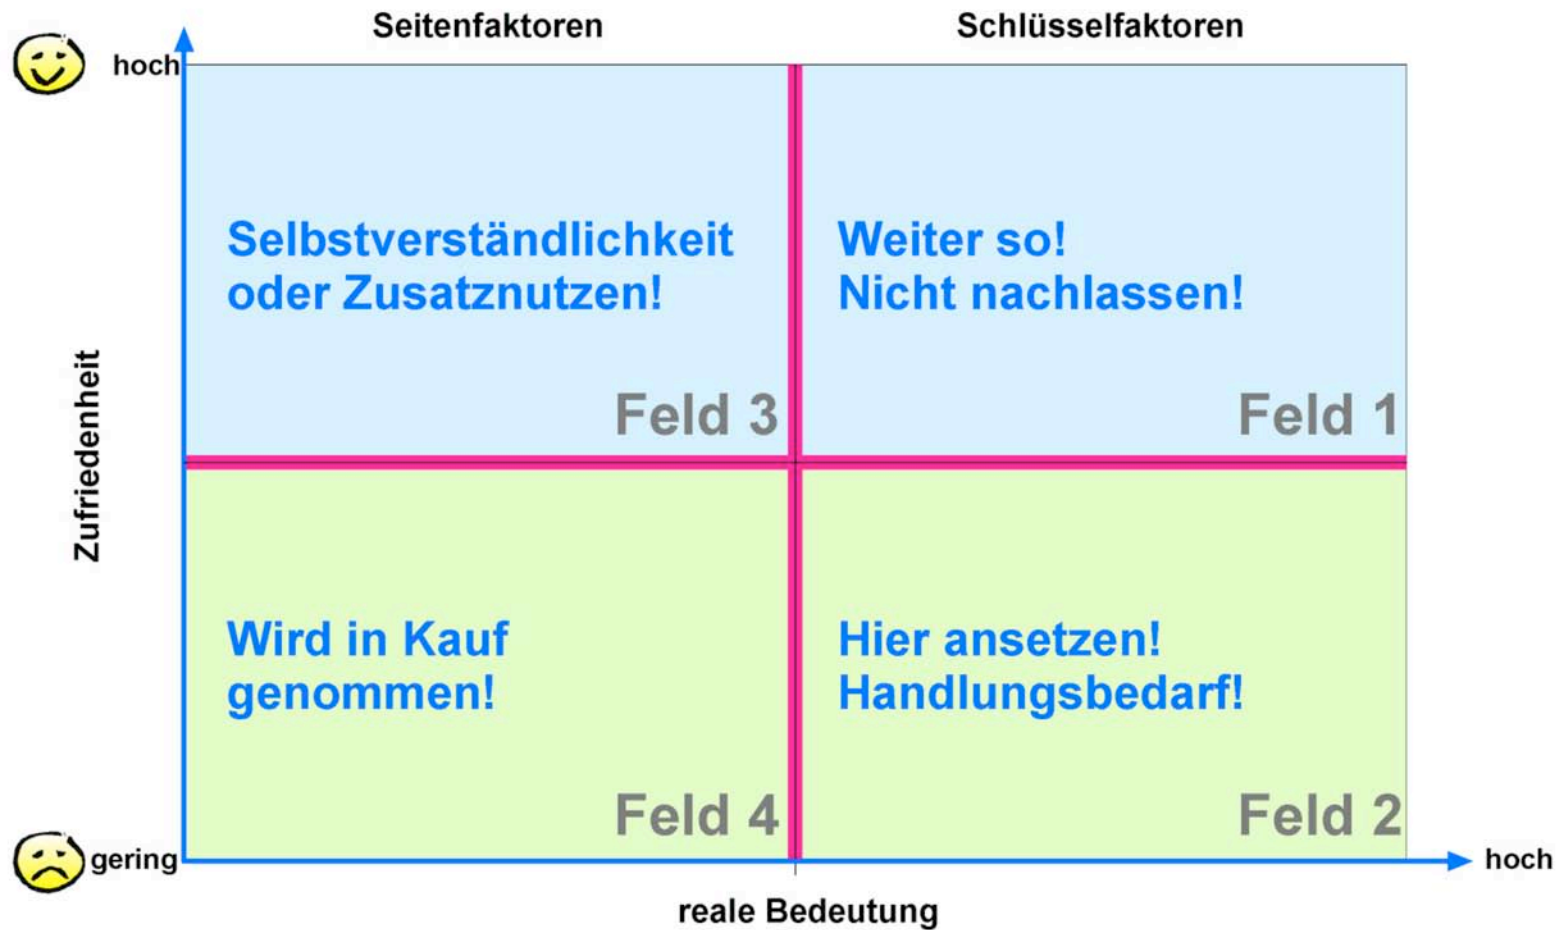 Seitenfaktoren
Schlüsselfaktoren
hoch
Selbstverständlichkeit
oder Zusatznutzen!
Feld 3
Weiter so!
Nicht nachlassen!
Feld 1
Zufriedenheit
Wird in Kauf
genommen!
Feld 4
Hier ansetzen!
Handlungsbedarf!
Feld 2
gering
hoch
reale Bedeutung